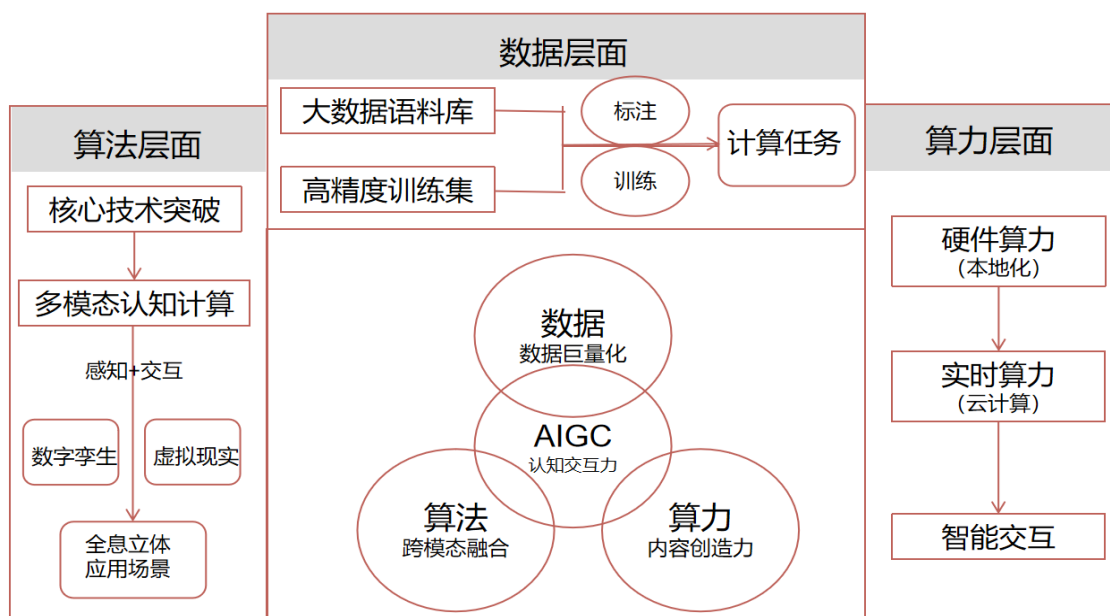 数据层面
大数据语料库
标注
计算任务
高精度训练集
训练
算法层面
核心技术突破
多模态认知计算
感知+交互
数字孪生
虚拟现实
全息立体
应用场景
数据
数据巨量化
AIGC
认知交互力
算法
跨模态融合
算力
内容创造力
算力层面
硬件算力
（本地化）
实时算力
（云计算）
智能交互